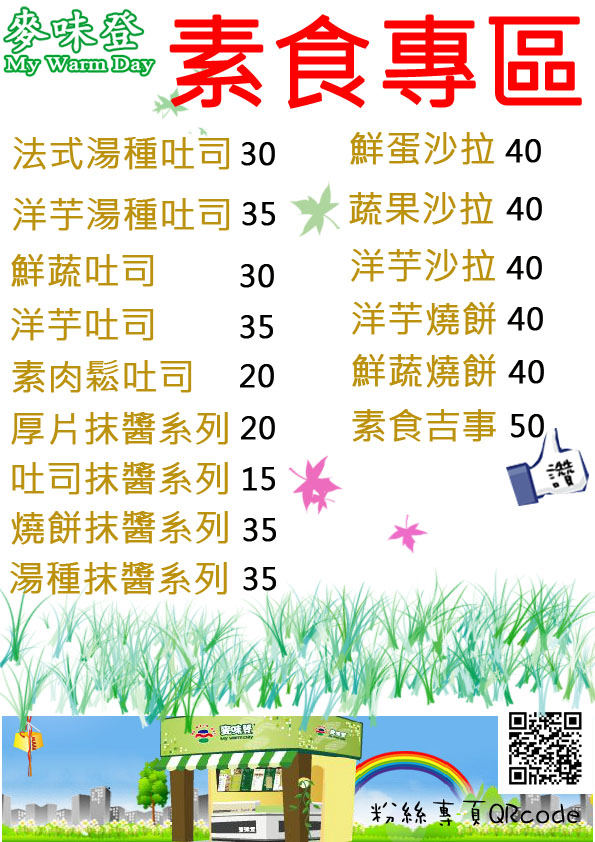 麥味登
My Warm Day
素食專區
法式湯種吐司 30
洋芋湯種吐司 35
鮮蔬吐司 30
洋芋吐司 35
素肉鬆吐司 20
厚片抹醬系列 20
吐司抹醬系列 15
燒餅抹醬系列 35
湯種抹醬系列 35
鮮蛋沙拉 40
蔬果沙拉 40
洋芋沙拉 40
洋芋燒餅 40
鮮蔬燒餅 40
素食吉事 50
讚
麥味登
My warm Day
麥味登
麥味登
粉絲專頁QRcode